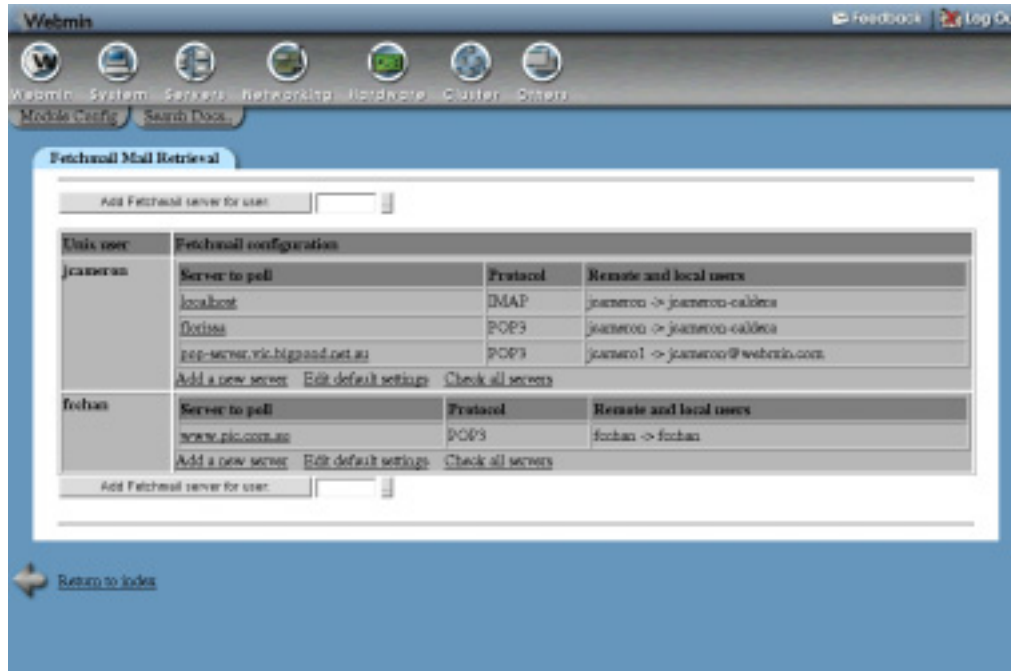 Webmin
Feedback Log Ou
Webmin System Servers Networking Hardware Cluster Others
Module Config Search Docs..
Fetchmail Mail Retrieval
Add Fetchmail server for user:
Unix user Fetchmail configuration
jcameron Server to poll Protocol Remote and local users
localhost IMAP jcameron -> jcameron-caldera
florissa POP3 jcameron -> jcameron-caldera
pop-server.vic.bigpond.net.au POP3 jcamero1 -> jcameron@webmin.com
Add a new server Edit default settings Check all servers
fcchan Server to poll Protocol Remote and local users
www.pic.com.au POP3 fcchan -> fcchan
Add a new server Edit default settings Check all servers
Add Fetchmail server for user:
Return to index